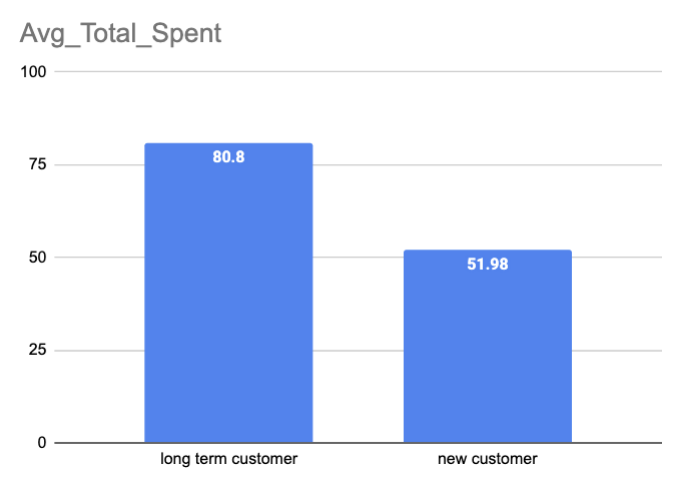 Avg_Total_Spent
100
80.8
75
51.98
50
25
0
long term customer
new customer